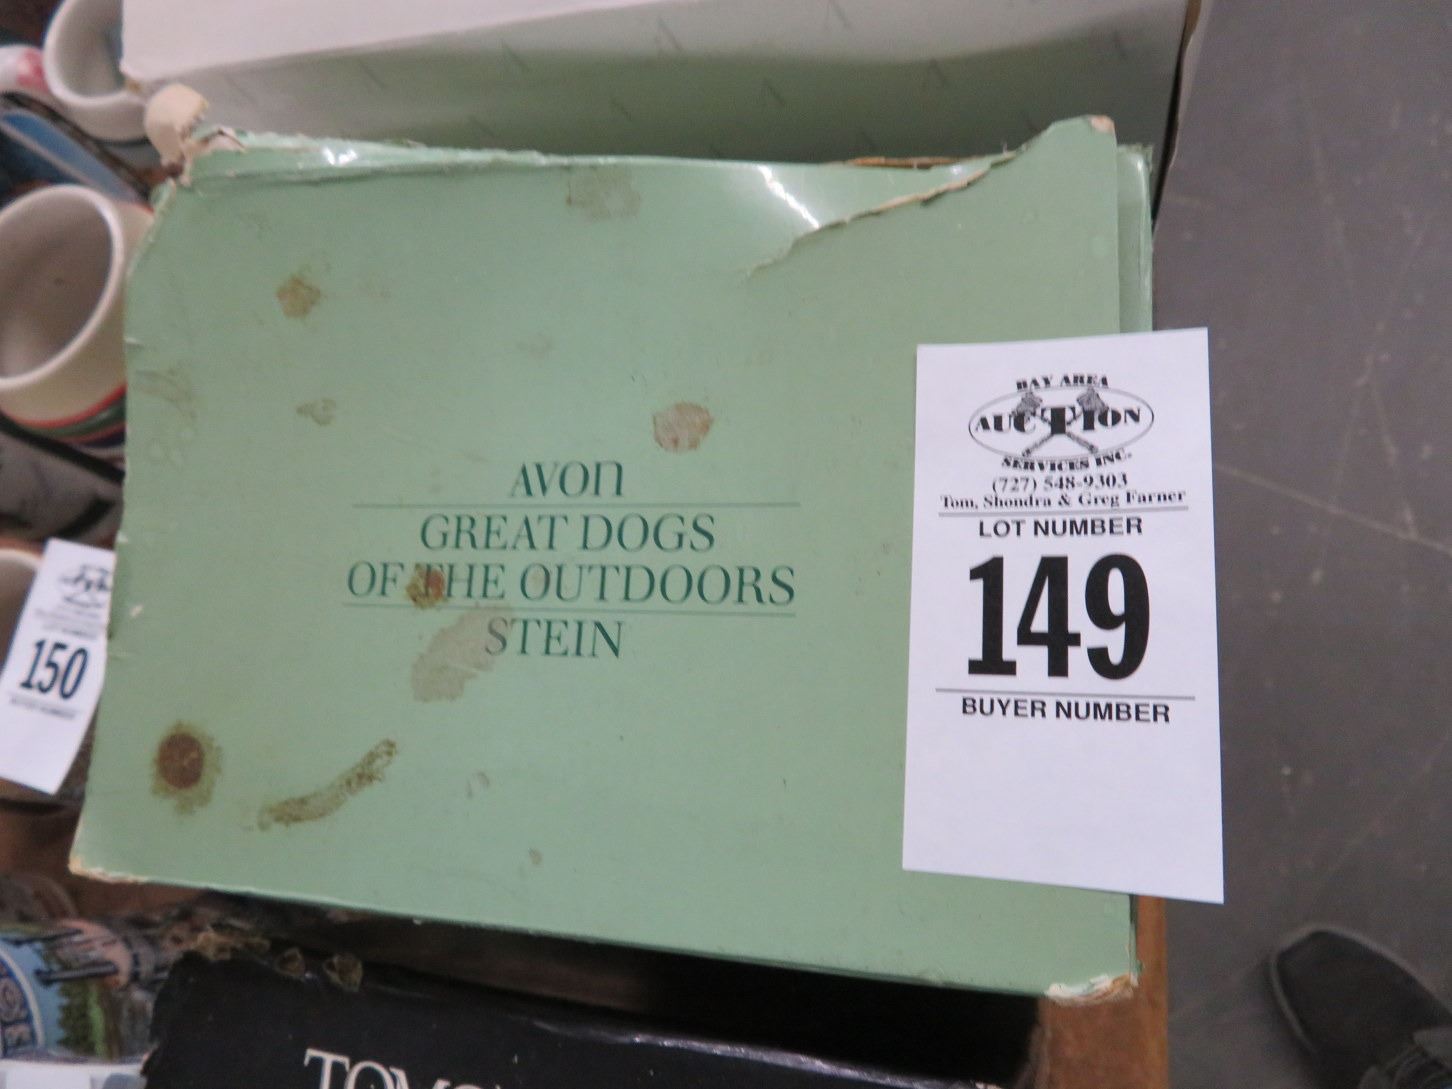 AVON
GREAT DOGS
OF THE OUTDOORS
STEIN
BAY AREA
AUCTION
SERVICES INC.
(727) 548-9303
Tom, Shondra & Greg Farner
LOT NUMBER
149
BUYER NUMBER
150